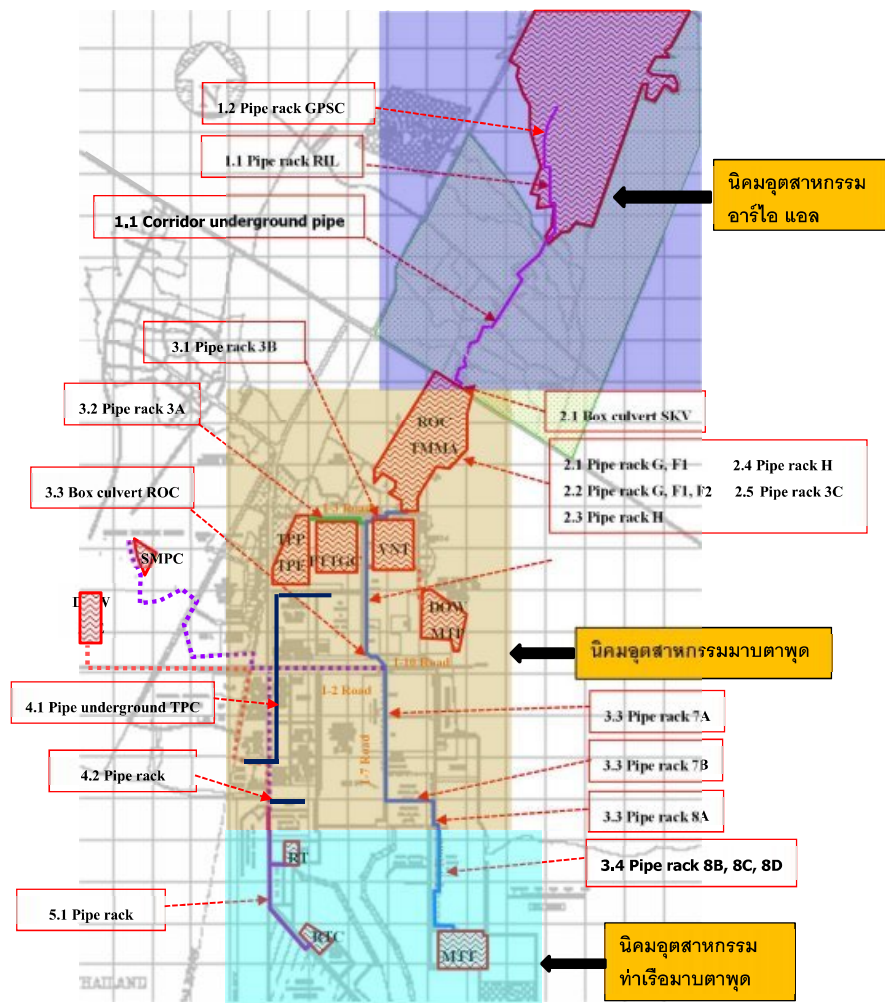 N
1.2 Pipe rack GPSC
1.1 Pipe rack RIL
นิคมอุตสาหกรรม
อาร์ไอ แอล
1.1 Corridor underground pipe
3.1 Pipe rack 3B
3.2 Pipe rack 3A
2.1 Box culvert SKV
ROC
TMMA
2.1 Pipe rack G, F1
2.4 Pipe rack H
2.2 Pipe rack G, F1, F2
2.5 Pipe rack 3C
2.3 Pipe rack H
3.3 Box culvert ROC
I-3 Road
TPP
TPE
PTTGC
VNT
SMPC
DOW
MTP
นิคมอุตสาหกรรมมาบตาพุด
I-10 Road
I-2 Road
4.1 Pipe underground TPC
3.3 Pipe rack 7A
I-7 Road
4.2 Pipe rack
3.3 Pipe rack 7B
3.3 Pipe rack 8A
RT
3.4 Pipe rack 8B, 8C, 8D
5.1 Pipe rack
RTC
MTT
นิคมอุตสาหกรรม
ท่าเรือมาบตาพุด
THAILAND